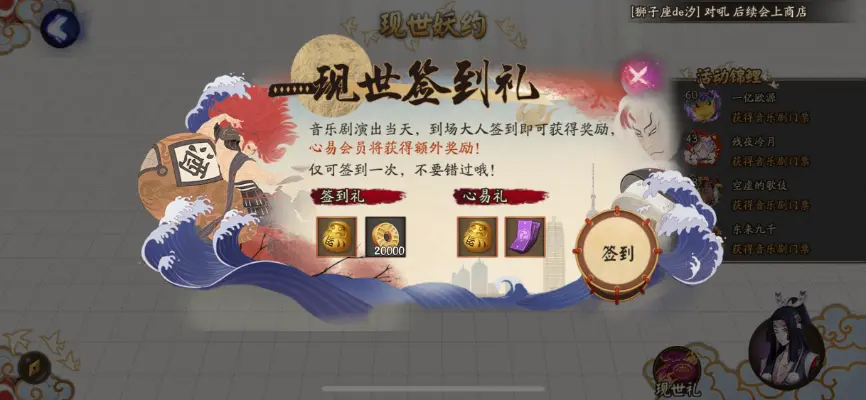 [狮子座de汐] 对吼 后续会上商店
现世妖约
现世签到礼
音乐剧演出当天，到场大人签到即可获得奖励，
心易会员将获得额外奖励！
仅可签到一次，不要错过哦！
签到礼
心易礼
20000
签到
活动锦鲤
60
一亿欧源
获得音乐剧门票
43
残夜冷月
获得音乐剧门票
空虚的歌伎
获得音乐剧门票
东来九千
获得音乐剧门票
现世礼